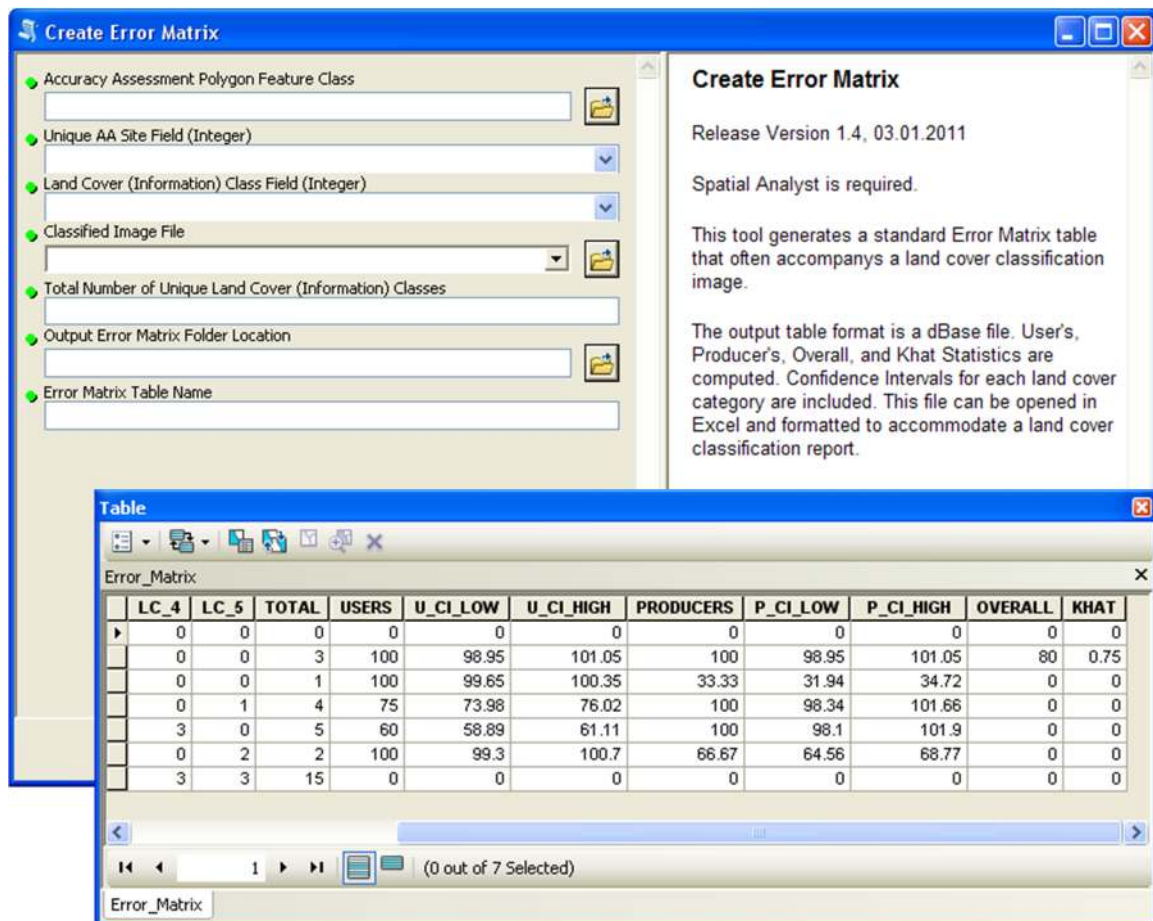 Create Error Matrix
Accuracy Assessment Polygon Feature Class
Unique AA Site Field (Integer)
Land Cover (Information) Class Field (Integer)
Classified Image File
Total Number of Unique Land Cover (Information) Classes
Output Error Matrix Folder Location
Error Matrix Table Name
Create Error Matrix
Release Version 1.4, 03.01.2011
Spatial Analyst is required.
This tool generates a standard Error Matrix table
that often accompanys a land cover classification
image.
The output table format is a dBase file. User's,
Producer's, Overall, and Khat Statistics are
computed. Confidence Intervals for each land cover
category are included. This file can be opened in
Excel and formatted to accommodate a land cover
classification report.
Table
Error_Matrix
LC_4 LC_5 TOTAL USERS U_CI_LOW U_CI_HIGH PRODUCERS P_CI_LOW P_CI_HIGH OVERALL KHAT
0 0 0 0 0 0 0 0 0 0 0
0 0 3 100 98.95 101.05 100 98.95 101.05 80 0.75
0 0 1 100 99.65 100.35 33.33 31.94 34.72 0 0
0 1 4 75 73.98 76.02 100 98.34 101.66 0 0
3 0 5 60 58.89 61.11 100 98.1 101.9 0 0
0 2 2 100 99.3 100.7 66.67 64.56 68.77 0 0
3 3 15 0 0 0 0 0 0 0 0
1 (0 out of 7 Selected)
Error_Matrix